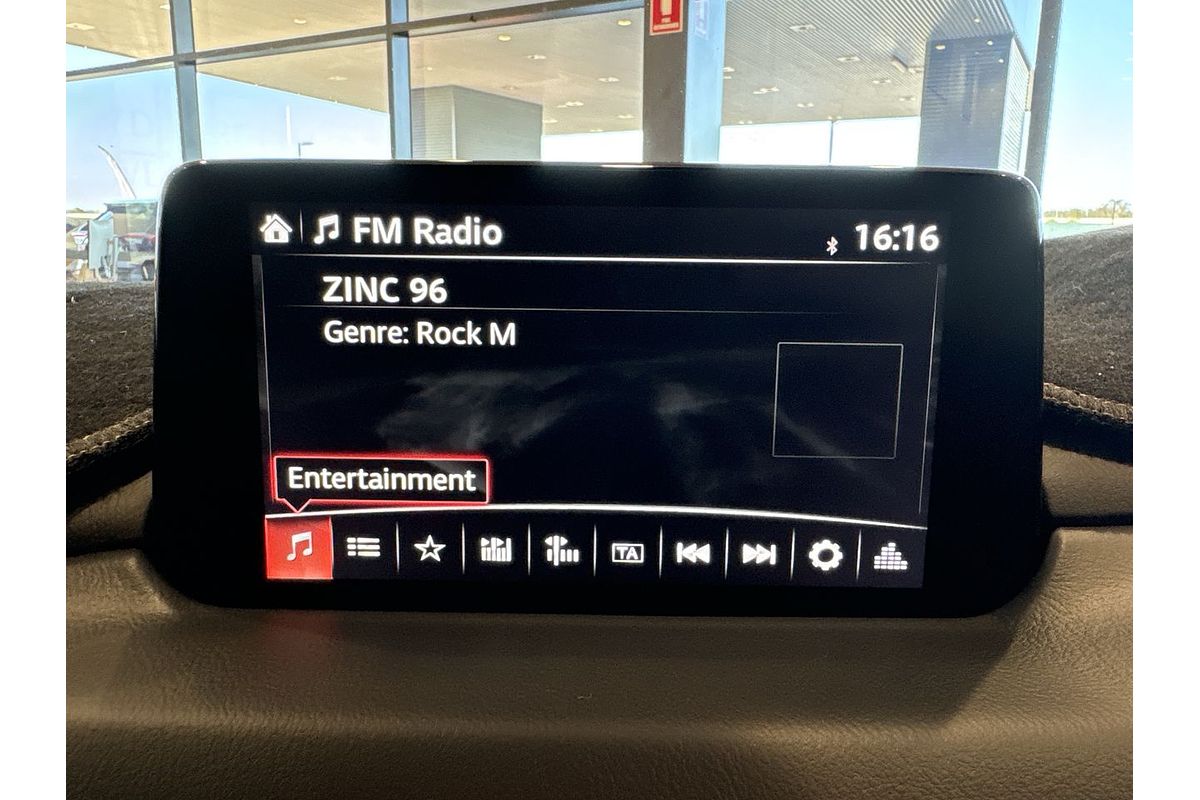 FM Radio
16:16
ZINC 96
Genre: Rock M
Entertainment
TA